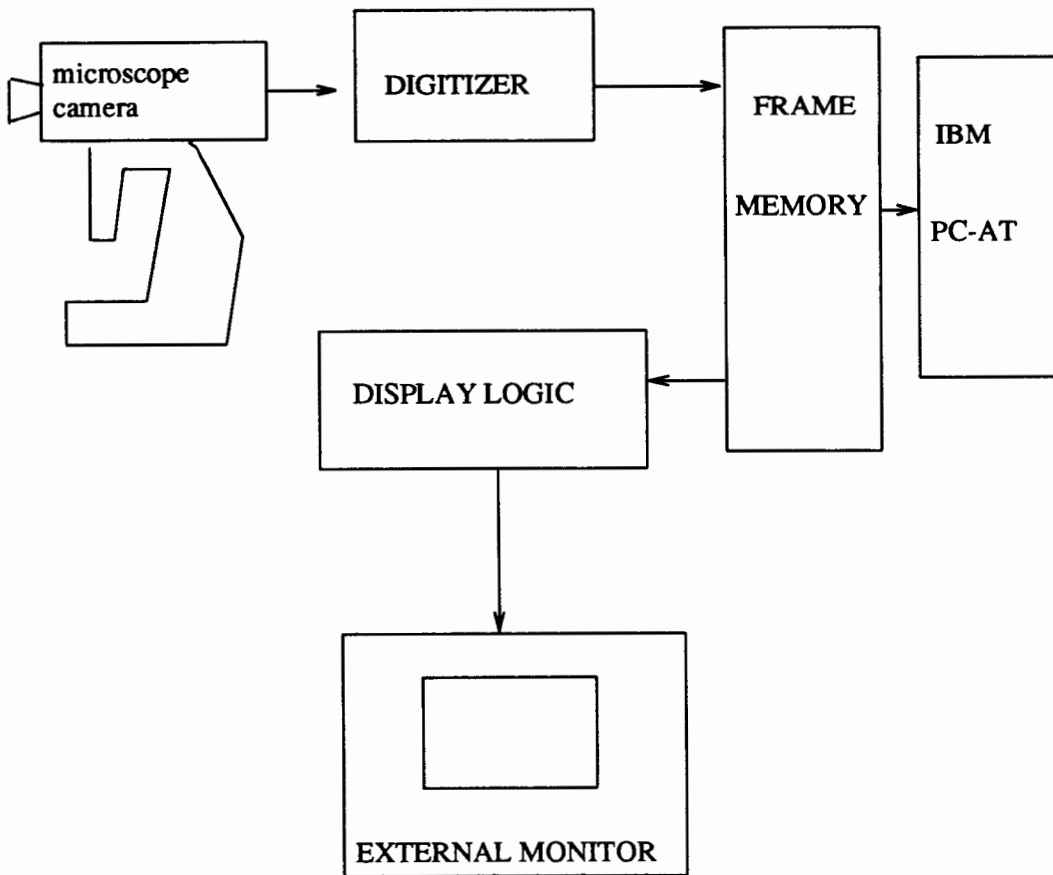 microscope
camera
DIGITIZER
FRAME
MEMORY
IBM
PC-AT
DISPLAY LOGIC
EXTERNAL MONITOR